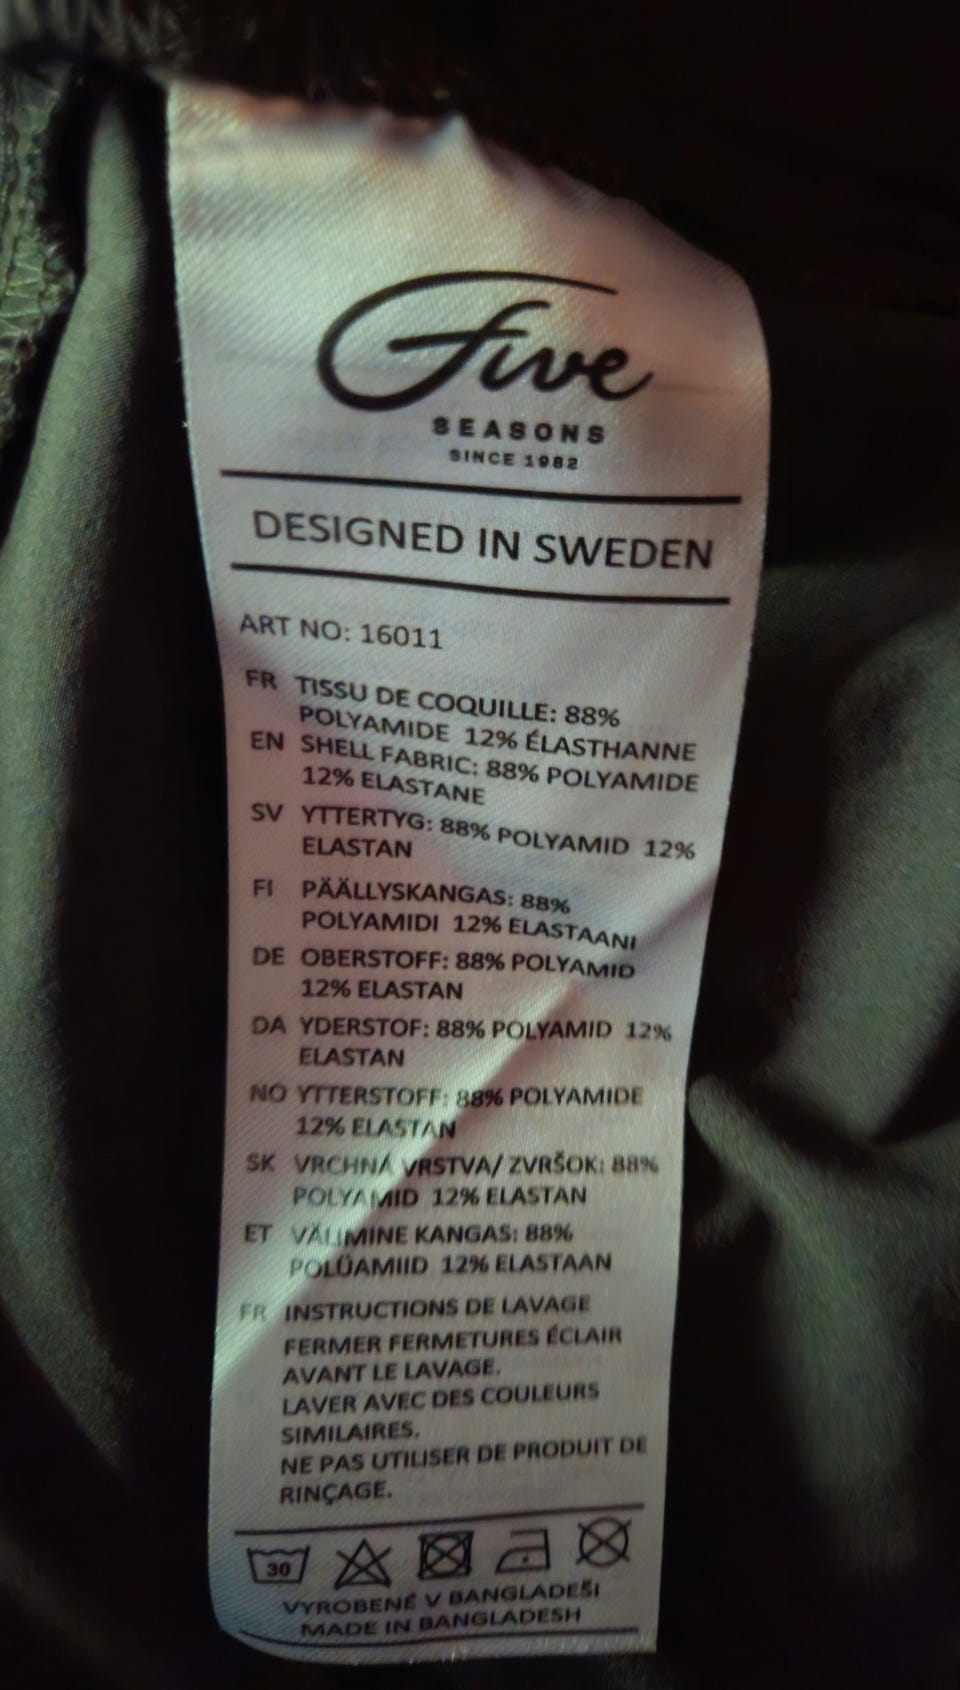 Five
SEASONS
SINCE 1982
DESIGNED IN SWEDEN
ART NO: 16011
FR TISSU DE COQUILLE: 88%
POLYAMIDE 12% ÉLASTHANNE
EN SHELL FABRIC: 88% POLYAMIDE
12% ELASTANE
SV YTTERTYG: 88% POLYAMID 12%
ELASTAN
FI PÄÄLLYSKANGAS: 88%
POLYAMIDI 12% ELASTAANI
DE OBERSTOFF: 88% POLYAMID
12% ELASTAN
DA YDERSTOF: 88% POLYAMID 12%
ELASTAN
NO YTTERSTOFF: 88% POLYAMIDE
12% ELASTAN
SK VRCHNÁ VRSTVA/ ZVRŠOK: 88%
POLYAMID 12% ELASTAN
ET VÄLIMINE KANGAS: 88%
POLÜAMIID 12% ELASTAAN
FR INSTRUCTIONS DE LAVAGE
FERMER FERMETURES ÉCLAIR
AVANT LE LAVAGE.
LAVER AVEC DES COULEURS
SIMILAIRES.
NE PAS UTILISER DE PRODUIT DE
RINÇAGE.
30
VYROBENÉ V BANGLADEŠI
MADE IN BANGLADESH